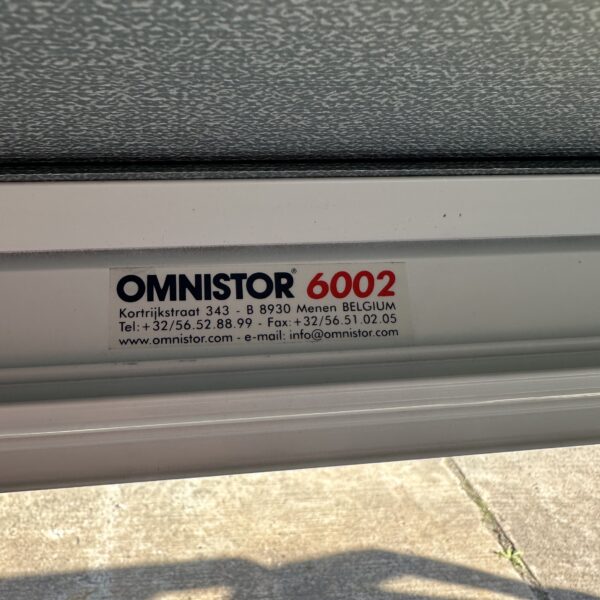 OMNISTOR® 6002
Kortrijkstraat 343 - B 8930 Menen BELGIUM
Tel:+32/56.52.88.99 - Fax:+32/56.51.02.05
www.omnistor.com - e-mail: info@omnistor.com